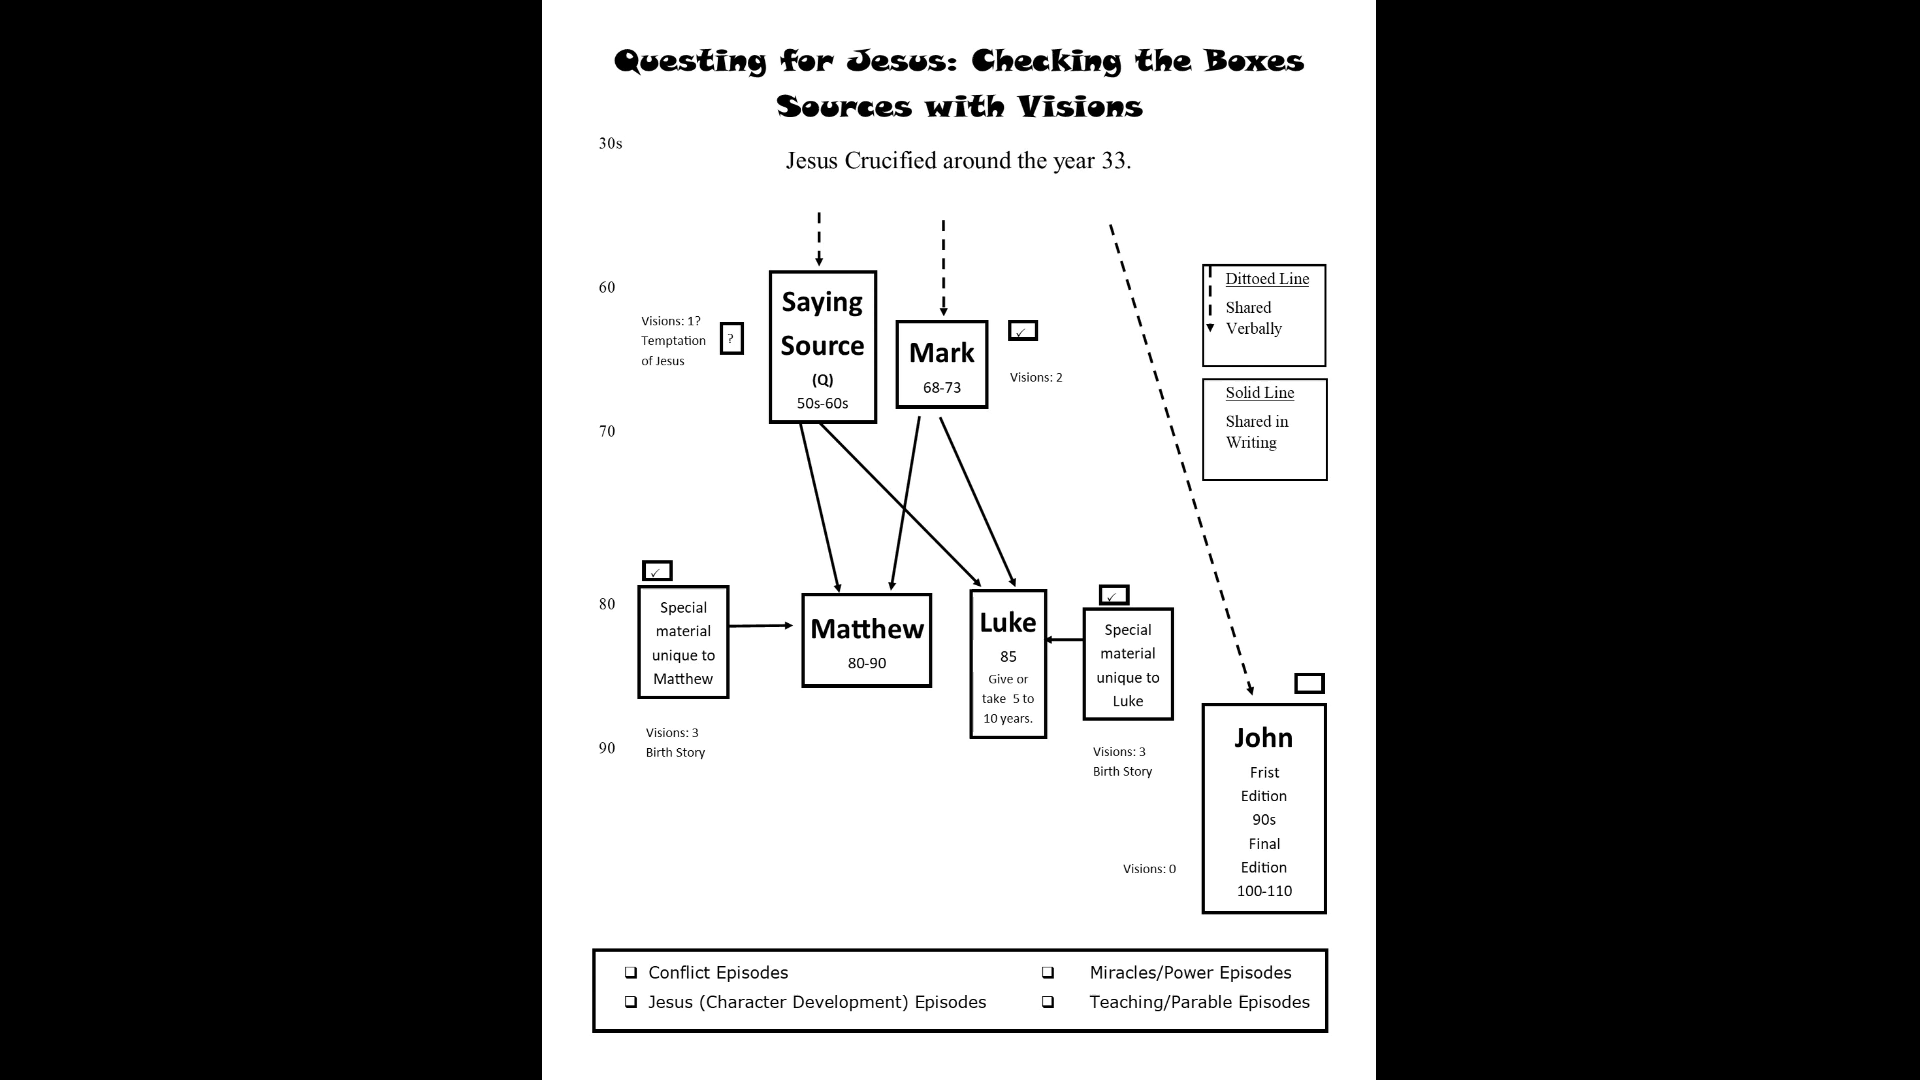 Questing for Jesus: Checking the Boxes
Sources with Visions
30s
Jesus Crucified around the year 33.
60
Visions: 1?
Temptation
of Jesus
?
Saying
Source
(Q)
50s-60s
Mark
68-73
✓
Visions: 2
Dittoed Line
Shared
Verbally
Solid Line
Shared in
Writing
70
80
✓
Special
material
unique to
Matthew
Visions: 3
Birth Story
Matthew
80-90
Luke
85
Give or
take 5 to
10 years.
✓
Special
material
unique to
Luke
Visions: 3
Birth Story
90
John
Frist
Edition
90s
Final
Edition
100-110
Visions: 0
❑ Conflict Episodes
❑ Miracles/Power Episodes
❑ Jesus (Character Development) Episodes
❑ Teaching/Parable Episodes